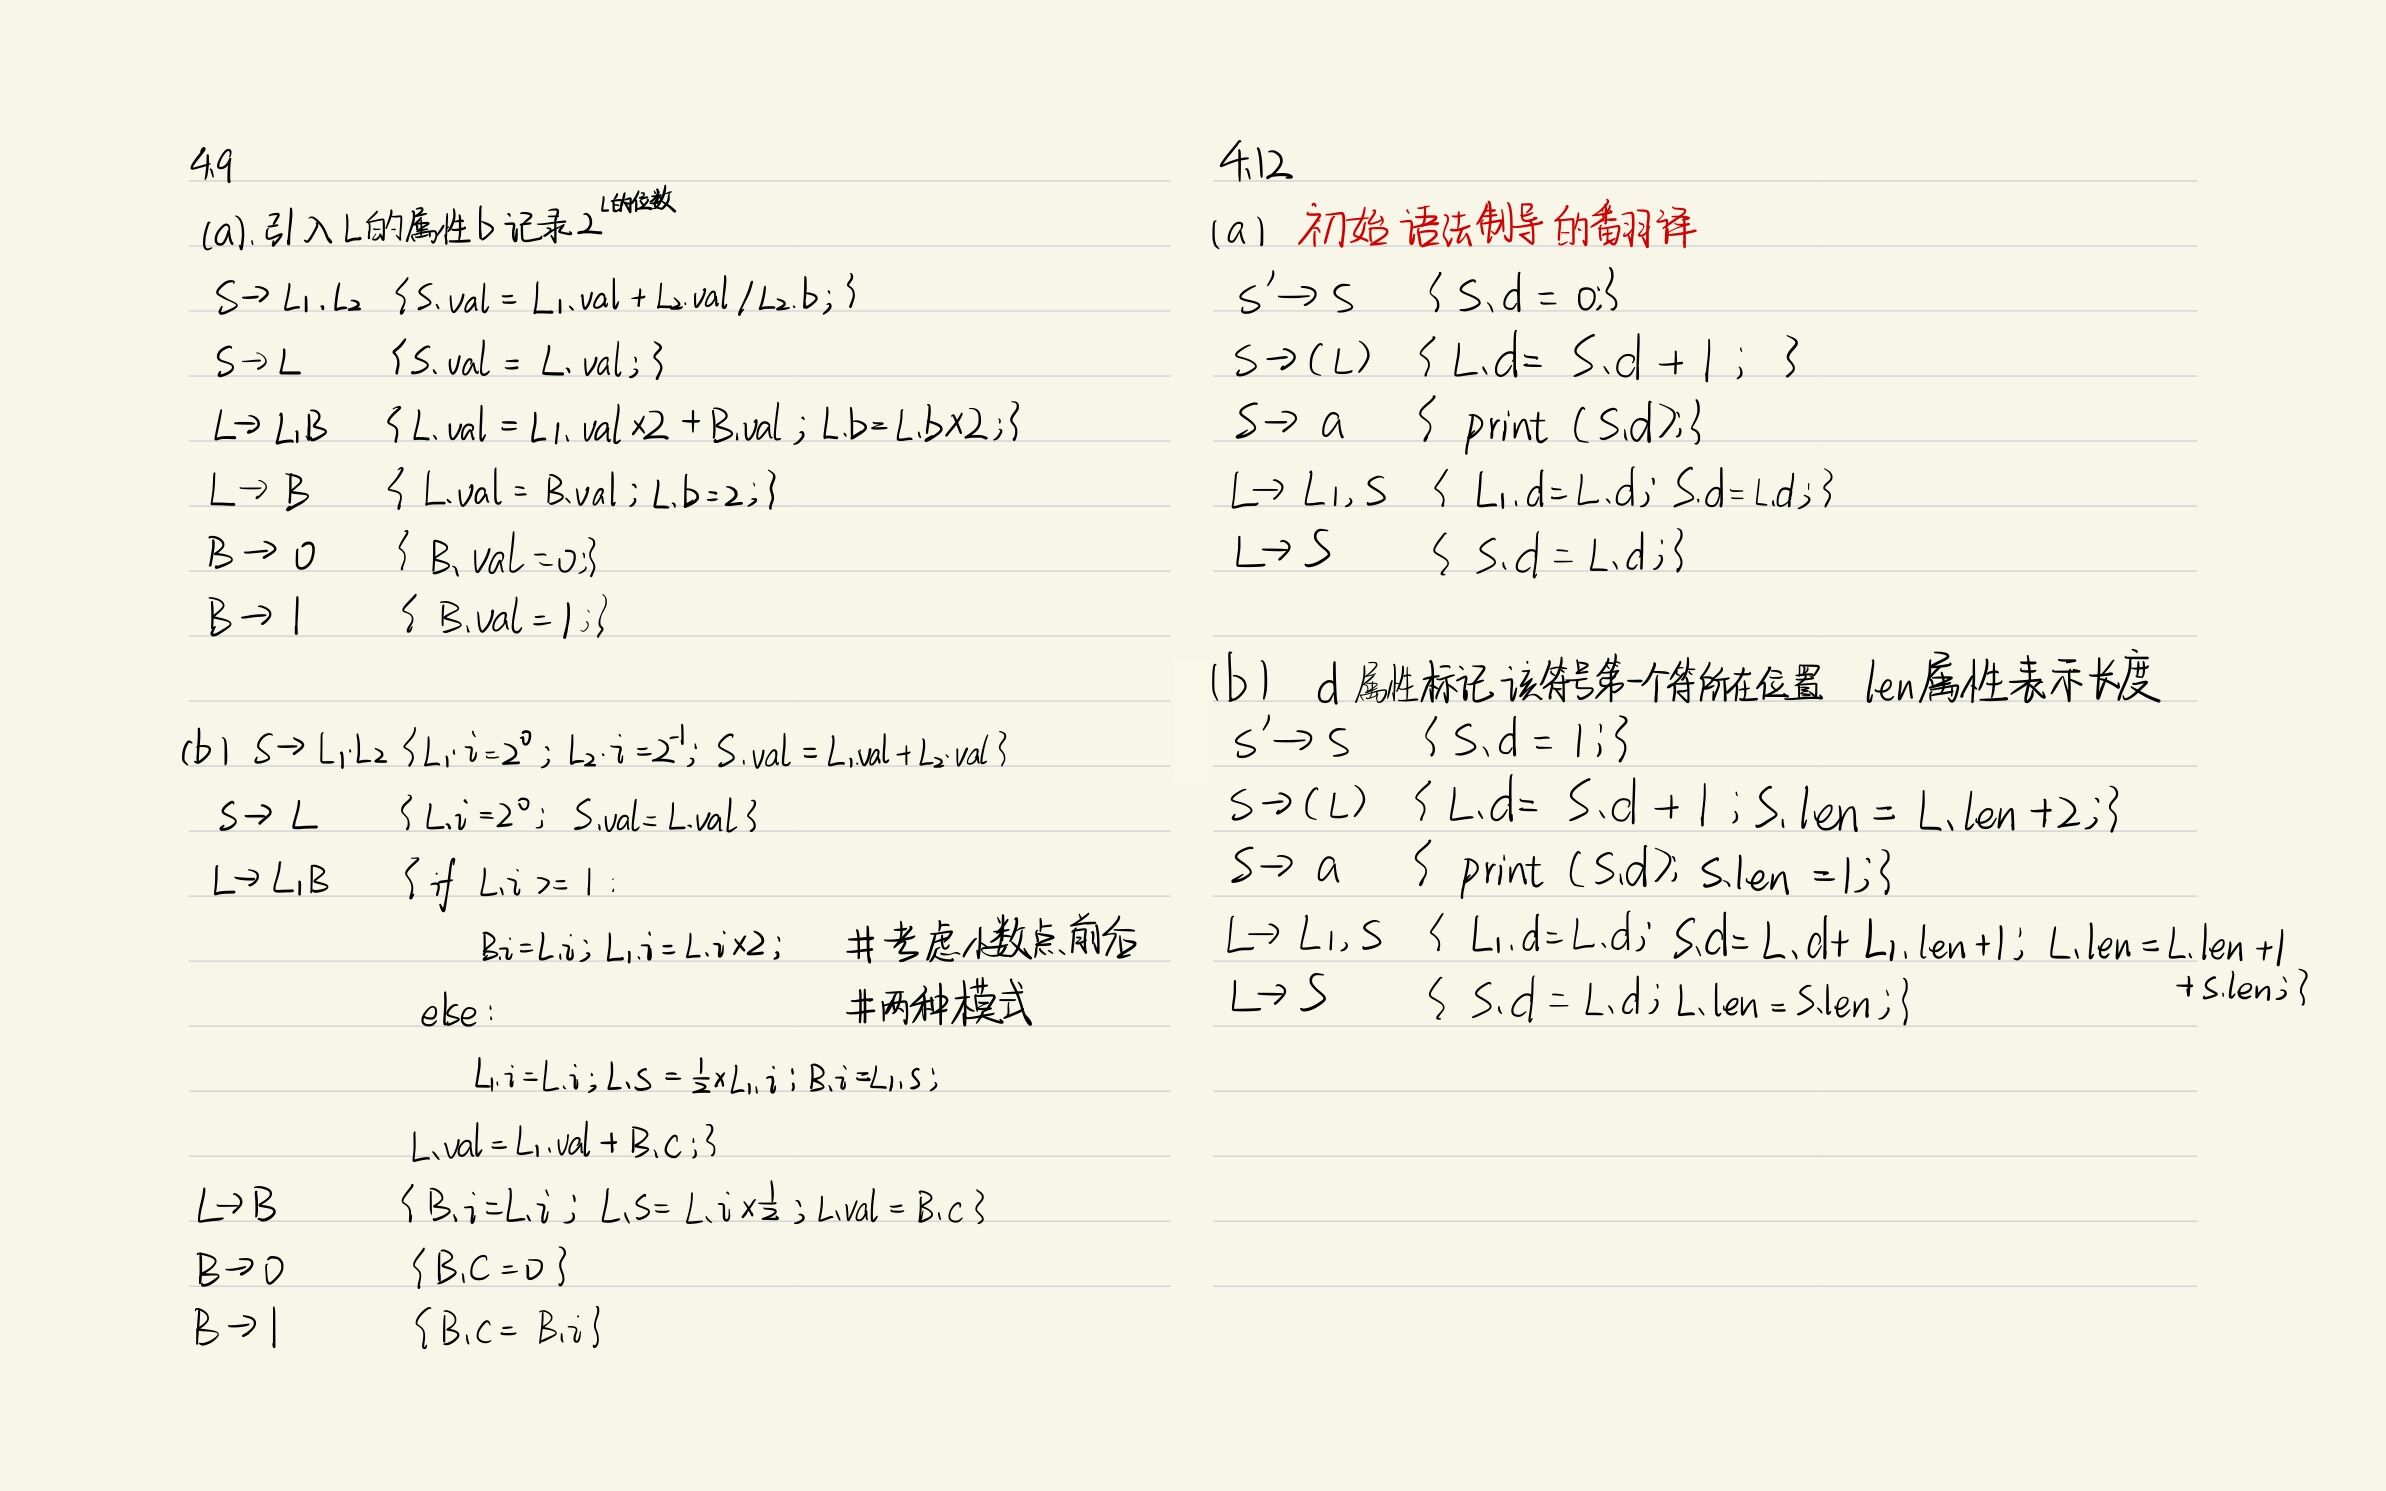 4.9
(a). 引入L的属性b记录2^L的位数
S→L₁.L₂ {S.val = L₁.val + L₂.val / L₂.b;}
S→L {S.val = L.val;}
L→L₁B {L.val = L₁.val×2 + B.val; L.b=L.b×2;}
L→B {L.val = B.val; L.b=2;}
B→0 {B.val=0;}
B→1 {B.val=1;}
(b) S→L₁.L₂ {L₁.i=2⁰; L₂.i=2⁻¹; S.val = L₁.val+L₂.val}
S→L {L.i=2⁰; S.val=L.val}
L→L₁B {if L.i >= 1:
B.i=L.i; L₁.i=L.i×2; #考虑小数点前后
else: #两种模式
L₁.i=L.i; L.s=½×L₁.i; B.i=L₁.s;
L.val=L₁.val + B.c;}
L→B {B.i=L.i; L.s=L.i×½; L.val=B.c}
B→0 {B.c=0}
B→1 {B.c= B.i}
4.12
(a) 初始语法制导的翻译
S'→S {S.d = 0;}
S→(L) {L.d= S.d + 1; }
S→a { print (S.d);}
L→L₁,S { L₁.d=L.d; S.d=L.d;}
L→S { S.d = L.d;}
(b) d属性标记该符号第一个符所在位置 len属性表示长度
S'→S {S.d = 1;}
S→(L) {L.d= S.d + 1; S.len = L.len+2;}
S→a { print (S.d); S.len =1;}
L→L₁,S { L₁.d=L.d; S.d=L.d+L₁.len+1; L.len=L.len+1
+S.len;}
L→S { S.d = L.d; L.len = S.len;}